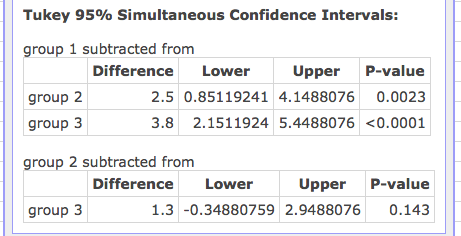 Tukey 95% Simultaneous Confidence Intervals:
group 1 subtracted from
Difference Lower Upper P-value
group 2 2.5 0.85119241 4.1488076 0.0023
group 3 3.8 2.1511924 5.4488076 <0.0001
group 2 subtracted from
Difference Lower Upper P-value
group 3 1.3 -0.34880759 2.9488076 0.143